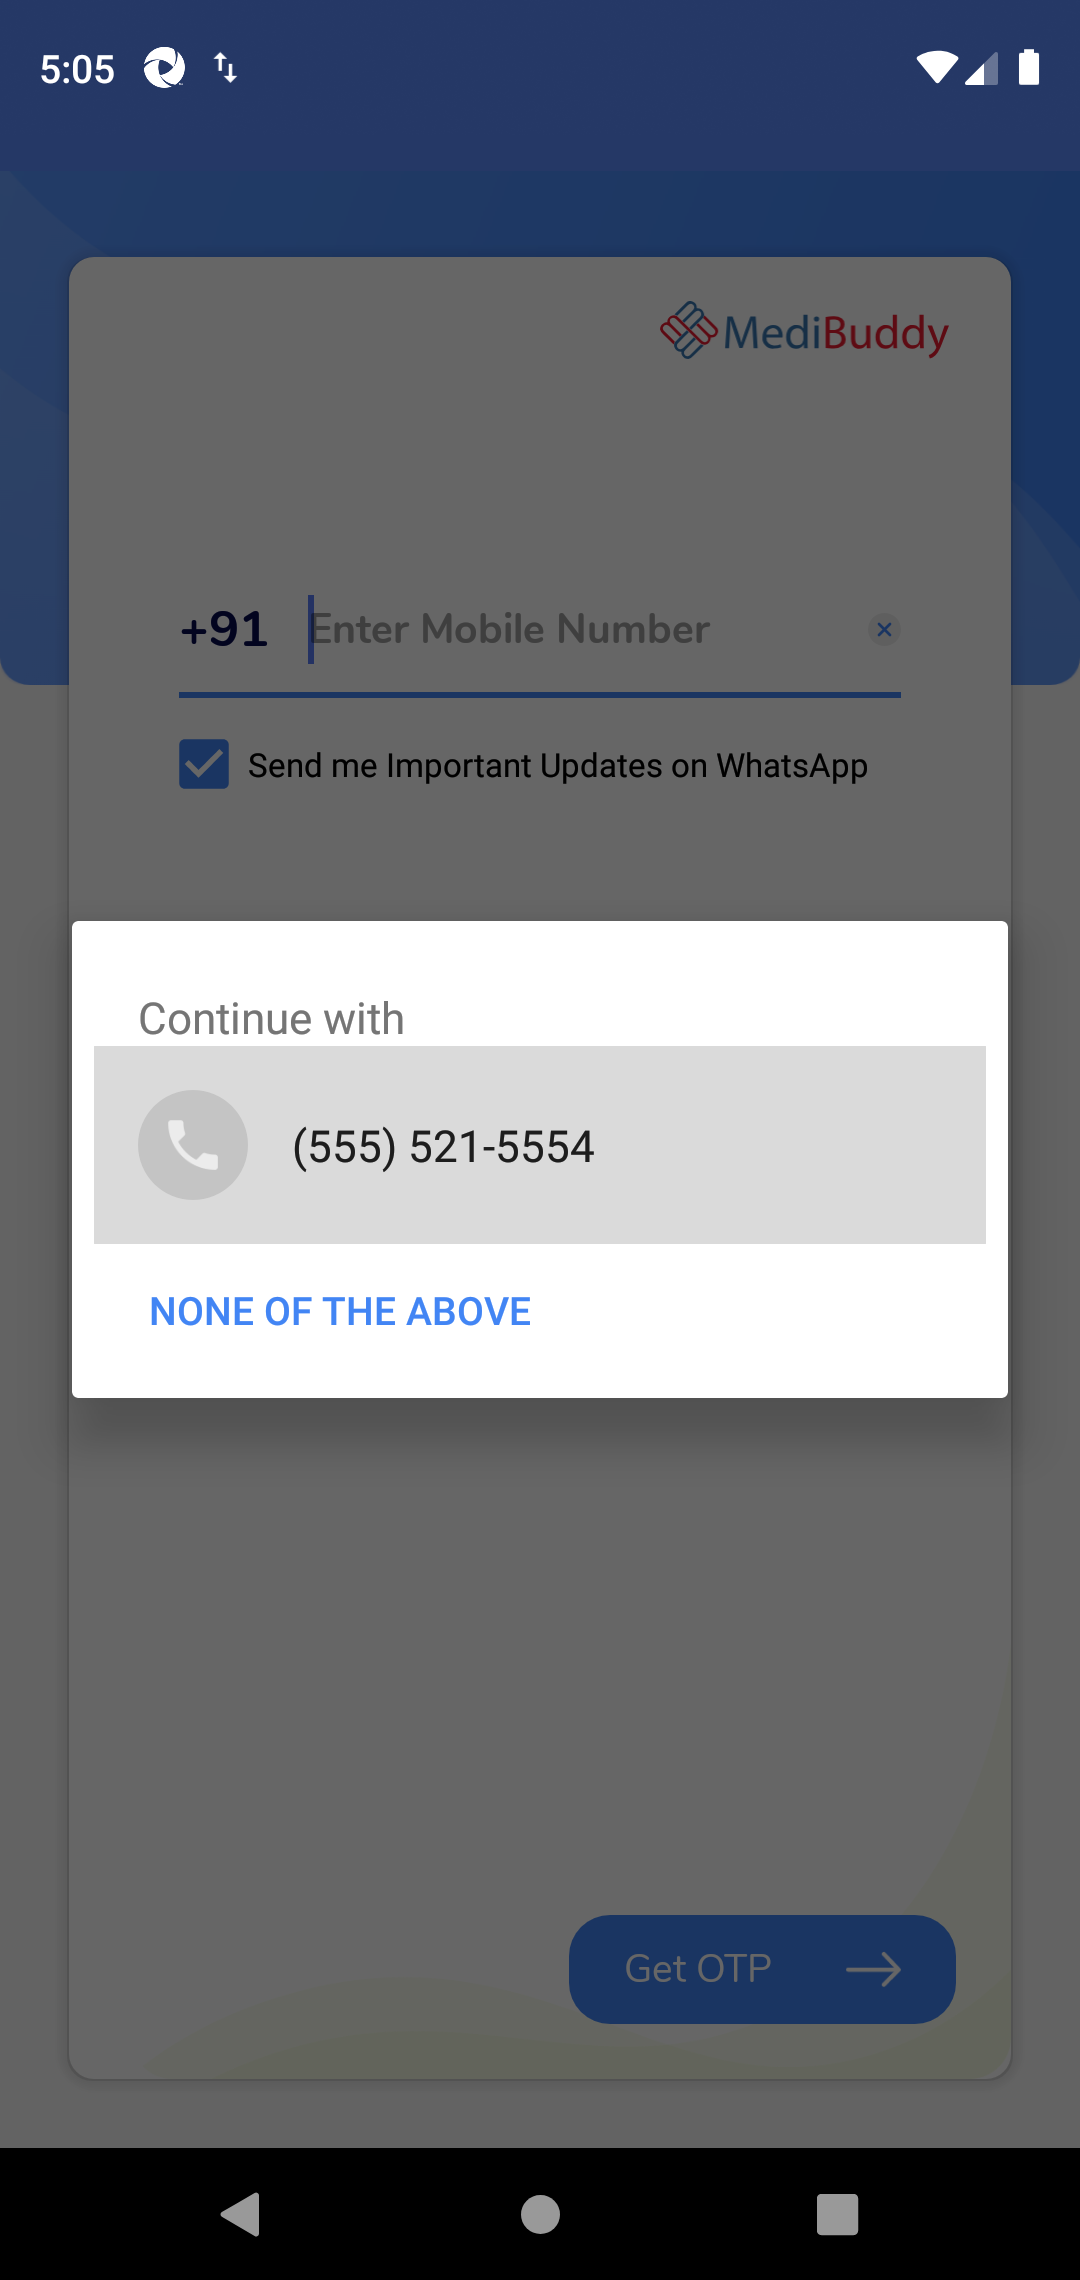 5:05
MediBuddy
+91 Enter Mobile Number
Send me Important Updates on WhatsApp
Continue with
(555) 521-5554
NONE OF THE ABOVE
Get OTP